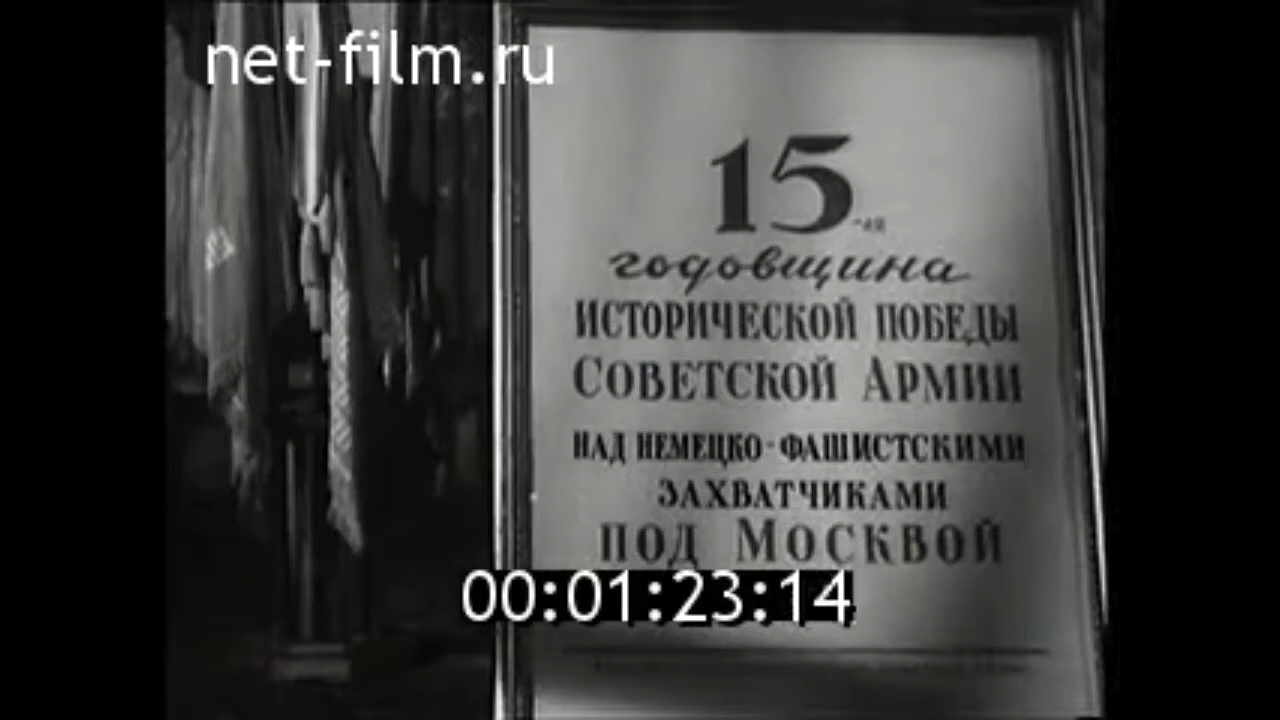 net-film.ru
15-ая
годовщина
ИСТОРИЧЕСКОЙ ПОБЕДЫ
СОВЕТСКОЙ АРМИИ
НАД НЕМЕЦКО-ФАШИСТСКИМИ
ЗАХВАТЧИКАМИ
ПОД МОСКВОЙ
00:01:23:14